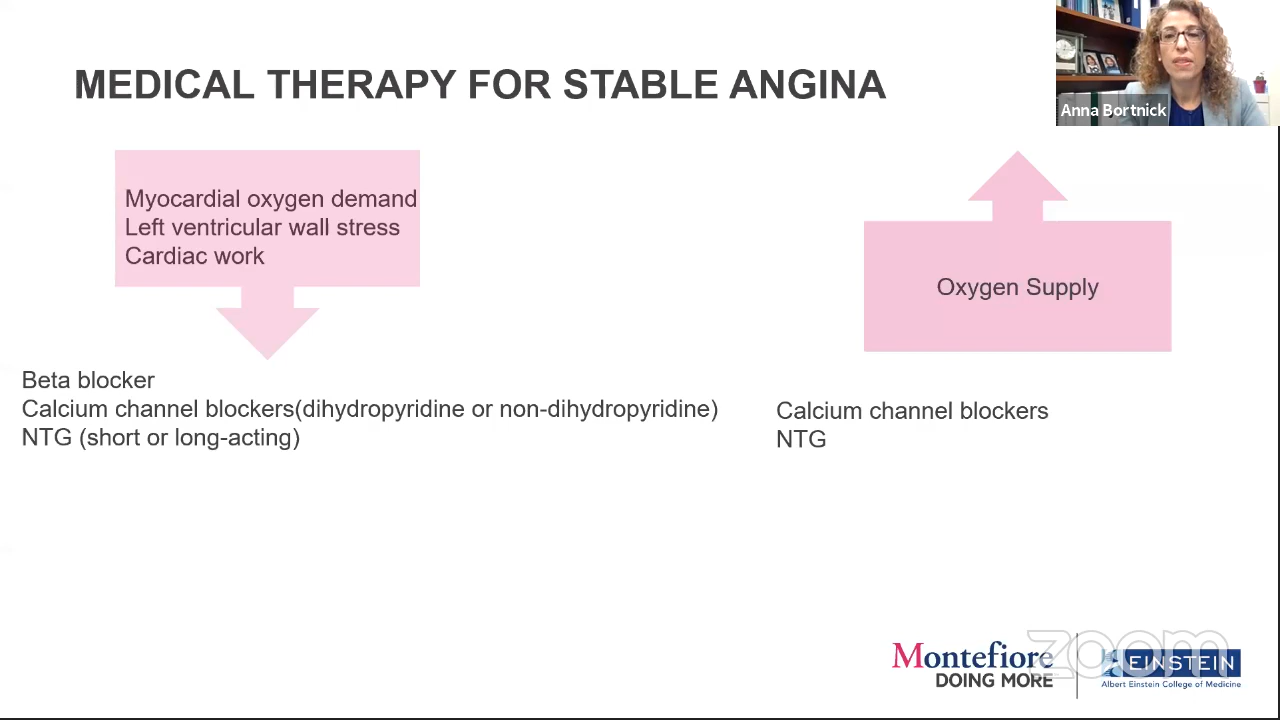 MEDICAL THERAPY FOR STABLE ANGINA
Anna Bortnick
Myocardial oxygen demand
Left ventricular wall stress
Cardiac work
Oxygen Supply
Beta blocker
Calcium channel blockers(dihydropyridine or non-dihydropyridine)
NTG (short or long-acting)
Calcium channel blockers
NTG
Montefiore
DOING MORE
EINSTEIN
Albert Einstein College of Medicine
zoom